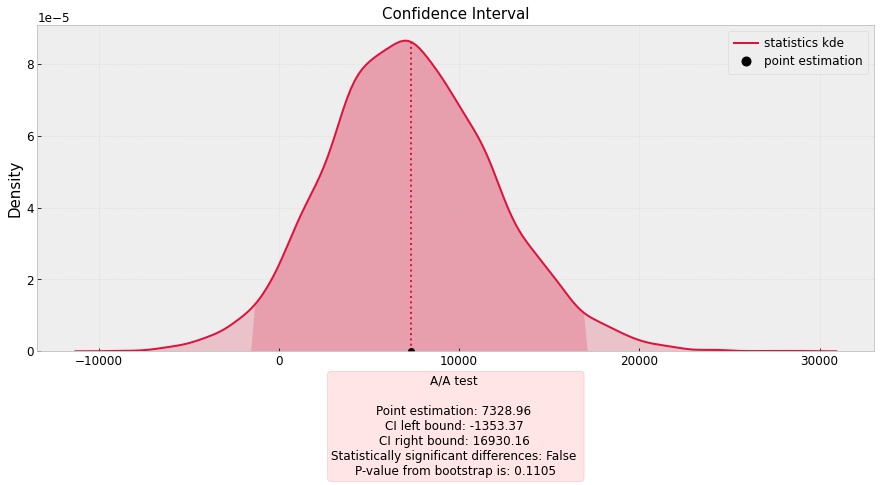 Confidence Interval
1e−5
statistics kde
point estimation
8
6
4
2
0
Density
−10000
0
10000
20000
30000
A/A test
Point estimation: 7328.96
CI left bound: -1353.37
CI right bound: 16930.16
Statistically significant differences: False
P-value from bootstrap is: 0.1105